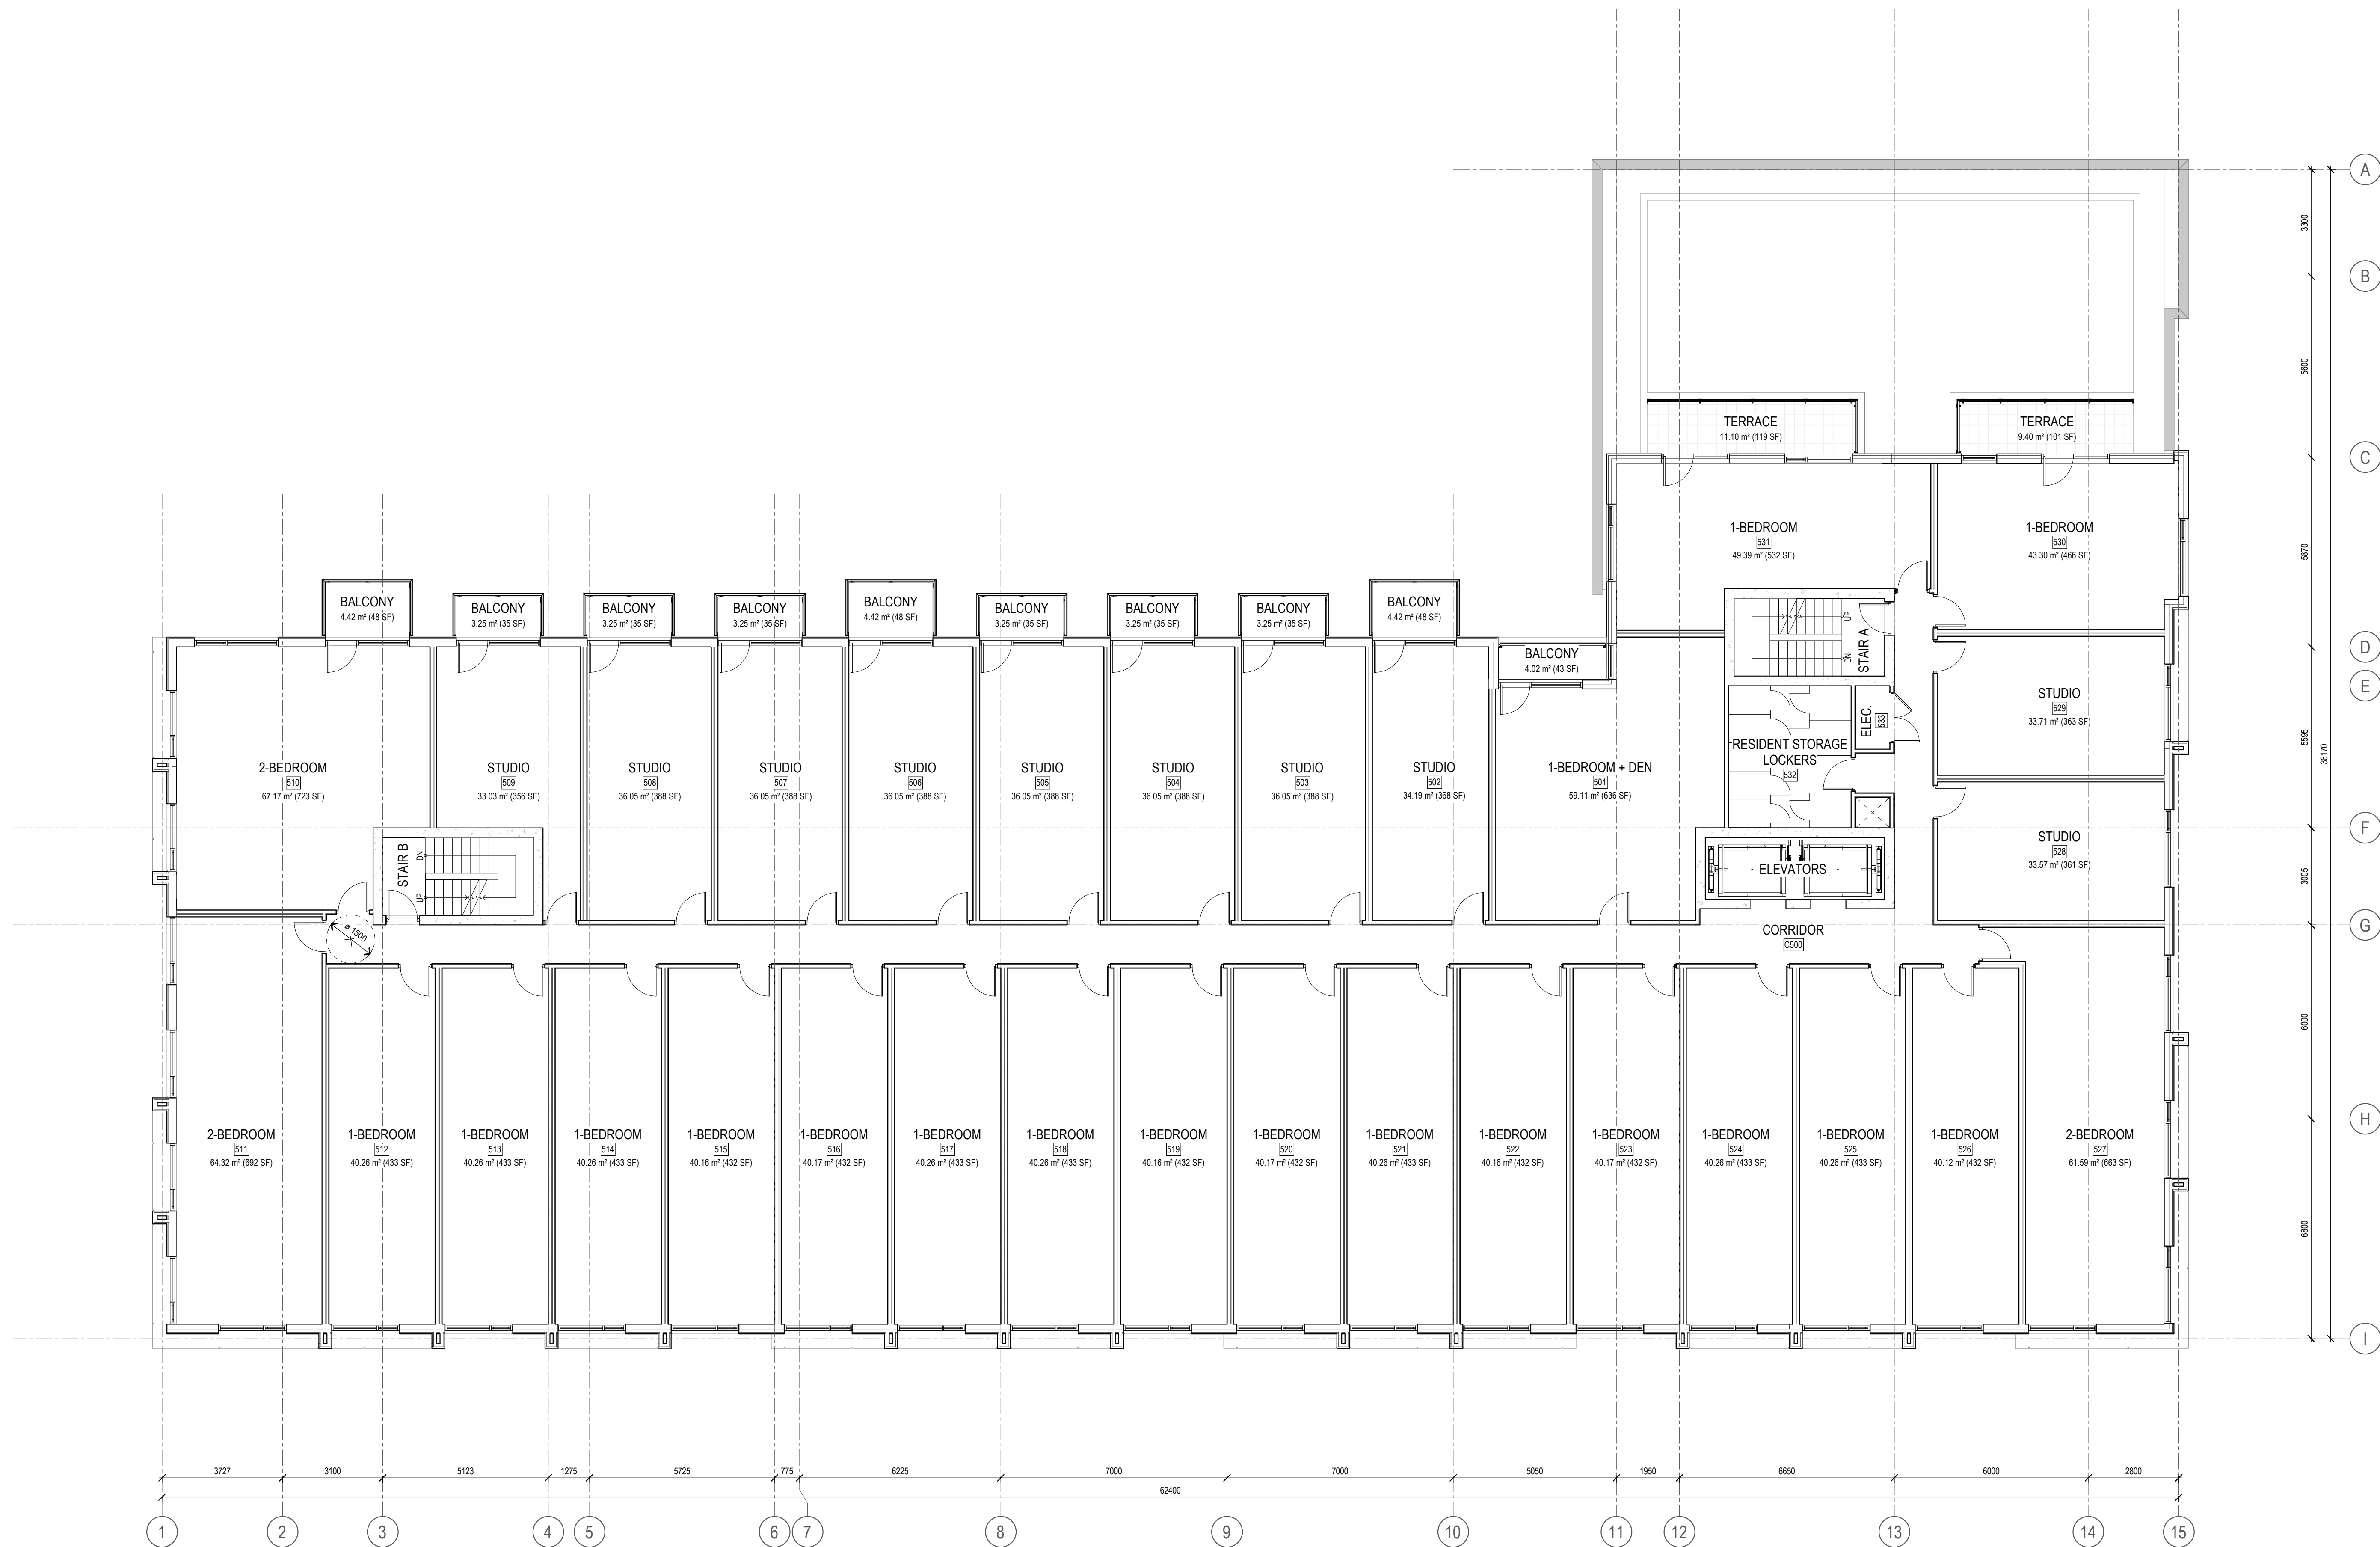 A
3300
B
5600
TERRACE
11.10 m² (119 SF)
TERRACE
9.40 m² (101 SF)
C
1-BEDROOM
531
49.39 m² (532 SF)
1-BEDROOM
530
43.30 m² (466 SF)
5870
BALCONY
4.42 m² (48 SF)
BALCONY
3.25 m² (35 SF)
BALCONY
3.25 m² (35 SF)
BALCONY
3.25 m² (35 SF)
BALCONY
4.42 m² (48 SF)
BALCONY
3.25 m² (35 SF)
BALCONY
3.25 m² (35 SF)
BALCONY
3.25 m² (35 SF)
BALCONY
4.42 m² (48 SF)
BALCONY
4.02 m² (43 SF)
UP
DN
STAIR A
D
E
STUDIO
529
33.71 m² (363 SF)
ELEC.
533
RESIDENT STORAGE
LOCKERS
532
5595
36170
2-BEDROOM
510
67.17 m² (723 SF)
STUDIO
509
33.03 m² (356 SF)
STUDIO
508
36.05 m² (388 SF)
STUDIO
507
36.05 m² (388 SF)
STUDIO
506
36.05 m² (388 SF)
STUDIO
505
36.05 m² (388 SF)
STUDIO
504
36.05 m² (388 SF)
STUDIO
503
36.05 m² (388 SF)
STUDIO
502
34.19 m² (368 SF)
1-BEDROOM + DEN
501
59.11 m² (636 SF)
F
STUDIO
528
33.57 m² (361 SF)
STAIR B
DN
UP
ELEVATORS
3005
ø 1500
CORRIDOR
C500
G
6000
H
2-BEDROOM
511
64.32 m² (692 SF)
1-BEDROOM
512
40.26 m² (433 SF)
1-BEDROOM
513
40.26 m² (433 SF)
1-BEDROOM
514
40.26 m² (433 SF)
1-BEDROOM
515
40.16 m² (432 SF)
1-BEDROOM
516
40.17 m² (432 SF)
1-BEDROOM
517
40.26 m² (433 SF)
1-BEDROOM
518
40.26 m² (433 SF)
1-BEDROOM
519
40.16 m² (432 SF)
1-BEDROOM
520
40.17 m² (432 SF)
1-BEDROOM
521
40.26 m² (433 SF)
1-BEDROOM
522
40.16 m² (432 SF)
1-BEDROOM
523
40.17 m² (432 SF)
1-BEDROOM
524
40.26 m² (433 SF)
1-BEDROOM
525
40.26 m² (433 SF)
1-BEDROOM
526
40.12 m² (432 SF)
2-BEDROOM
527
61.59 m² (663 SF)
6800
I
3727
3100
5123
1275
5725
775
6225
7000
7000
5050
1950
6650
6000
2800
62400
1
2
3
4
5
6
7
8
9
10
11
12
13
14
15